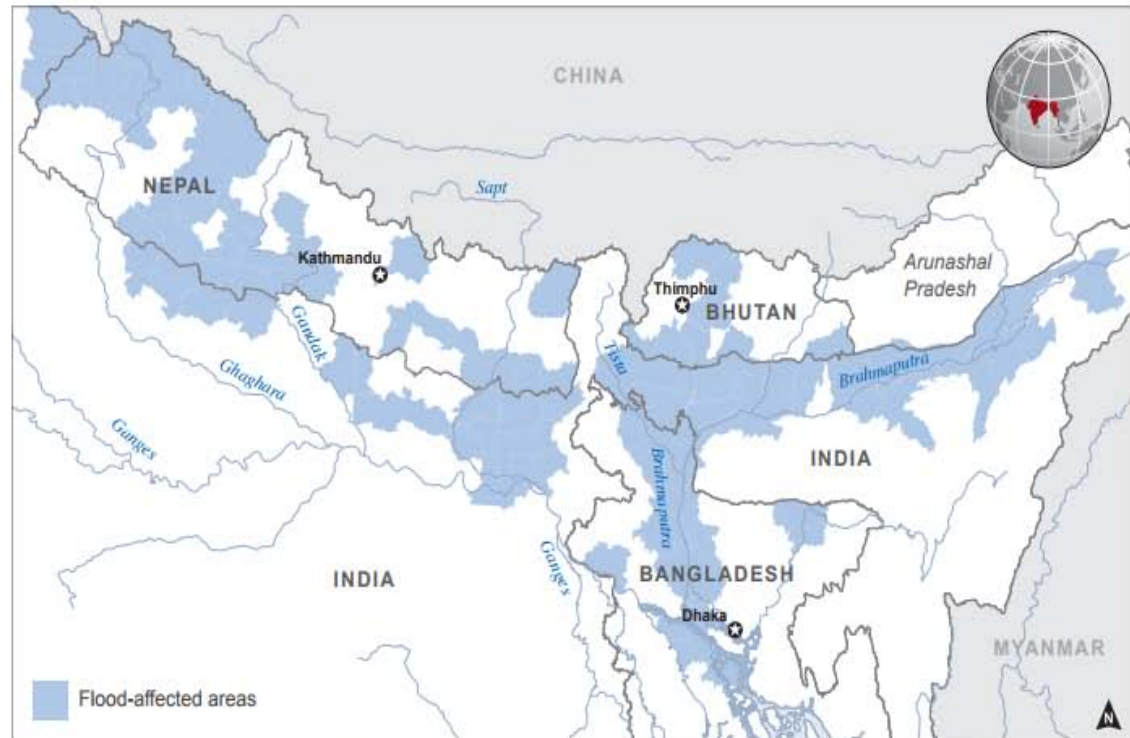 CHINA
Sapt
NEPAL
Kathmandu
Thimphu
BHUTAN
Arunashal
Pradesh
Gandak
Tista
Brahmaputra
Ghaghara
Ganges
INDIA
Brahmaputra
Ganges
INDIA
BANGLADESH
Dhaka
MYANMAR
Flood-affected areas
N